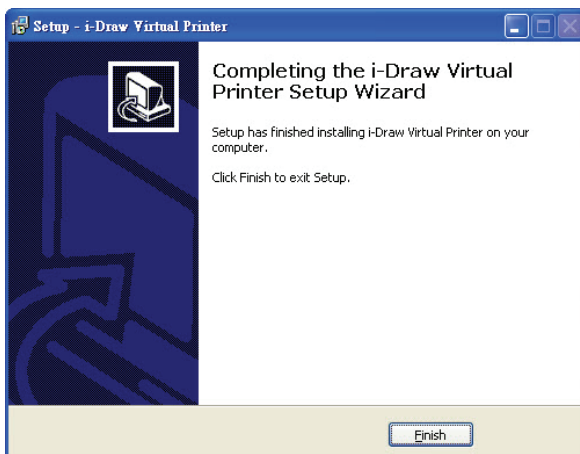 Setup - i-Draw Virtual Printer
Completing the i-Draw Virtual
Printer Setup Wizard
Setup has finished installing i-Draw Virtual Printer on your
computer.
Click Finish to exit Setup.
Finish